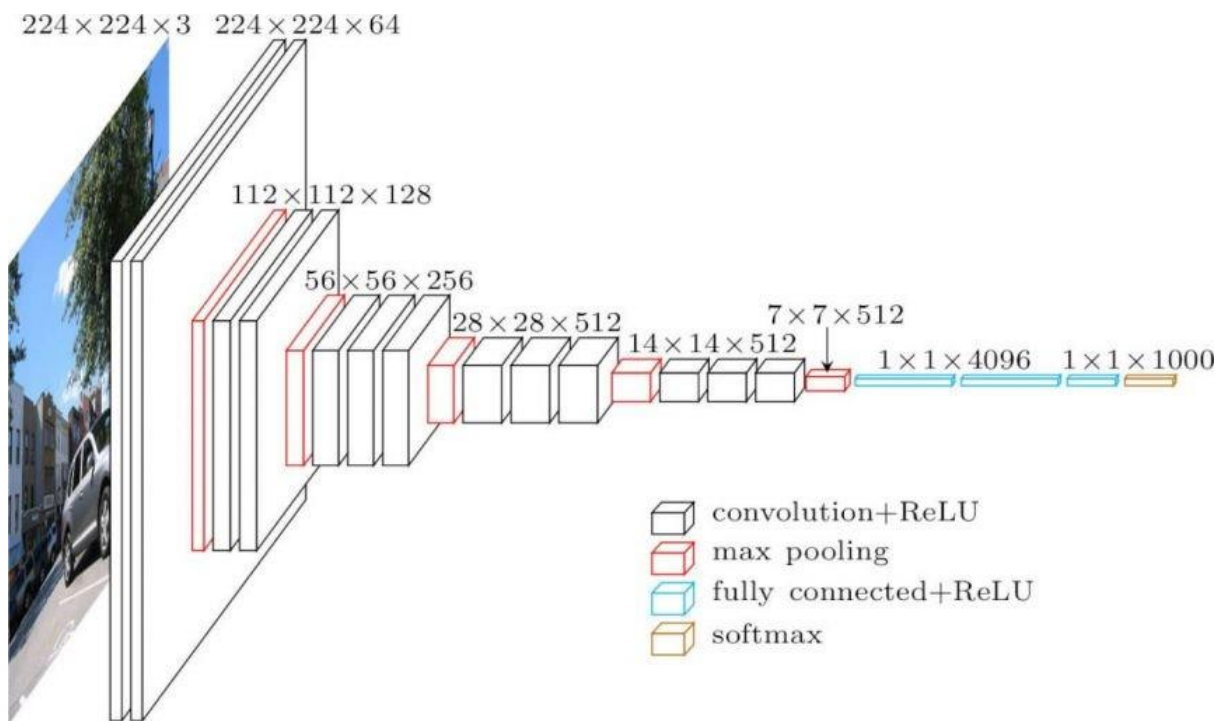 224 × 224 × 3
224 × 224 × 64
112 × 112 × 128
56 × 56 × 256
28 × 28 × 512
14 × 14 × 512
7 × 7 × 512
1 × 1 × 4096
1 × 1 × 1000
convolution+ReLU
max pooling
fully connected+ReLU
softmax